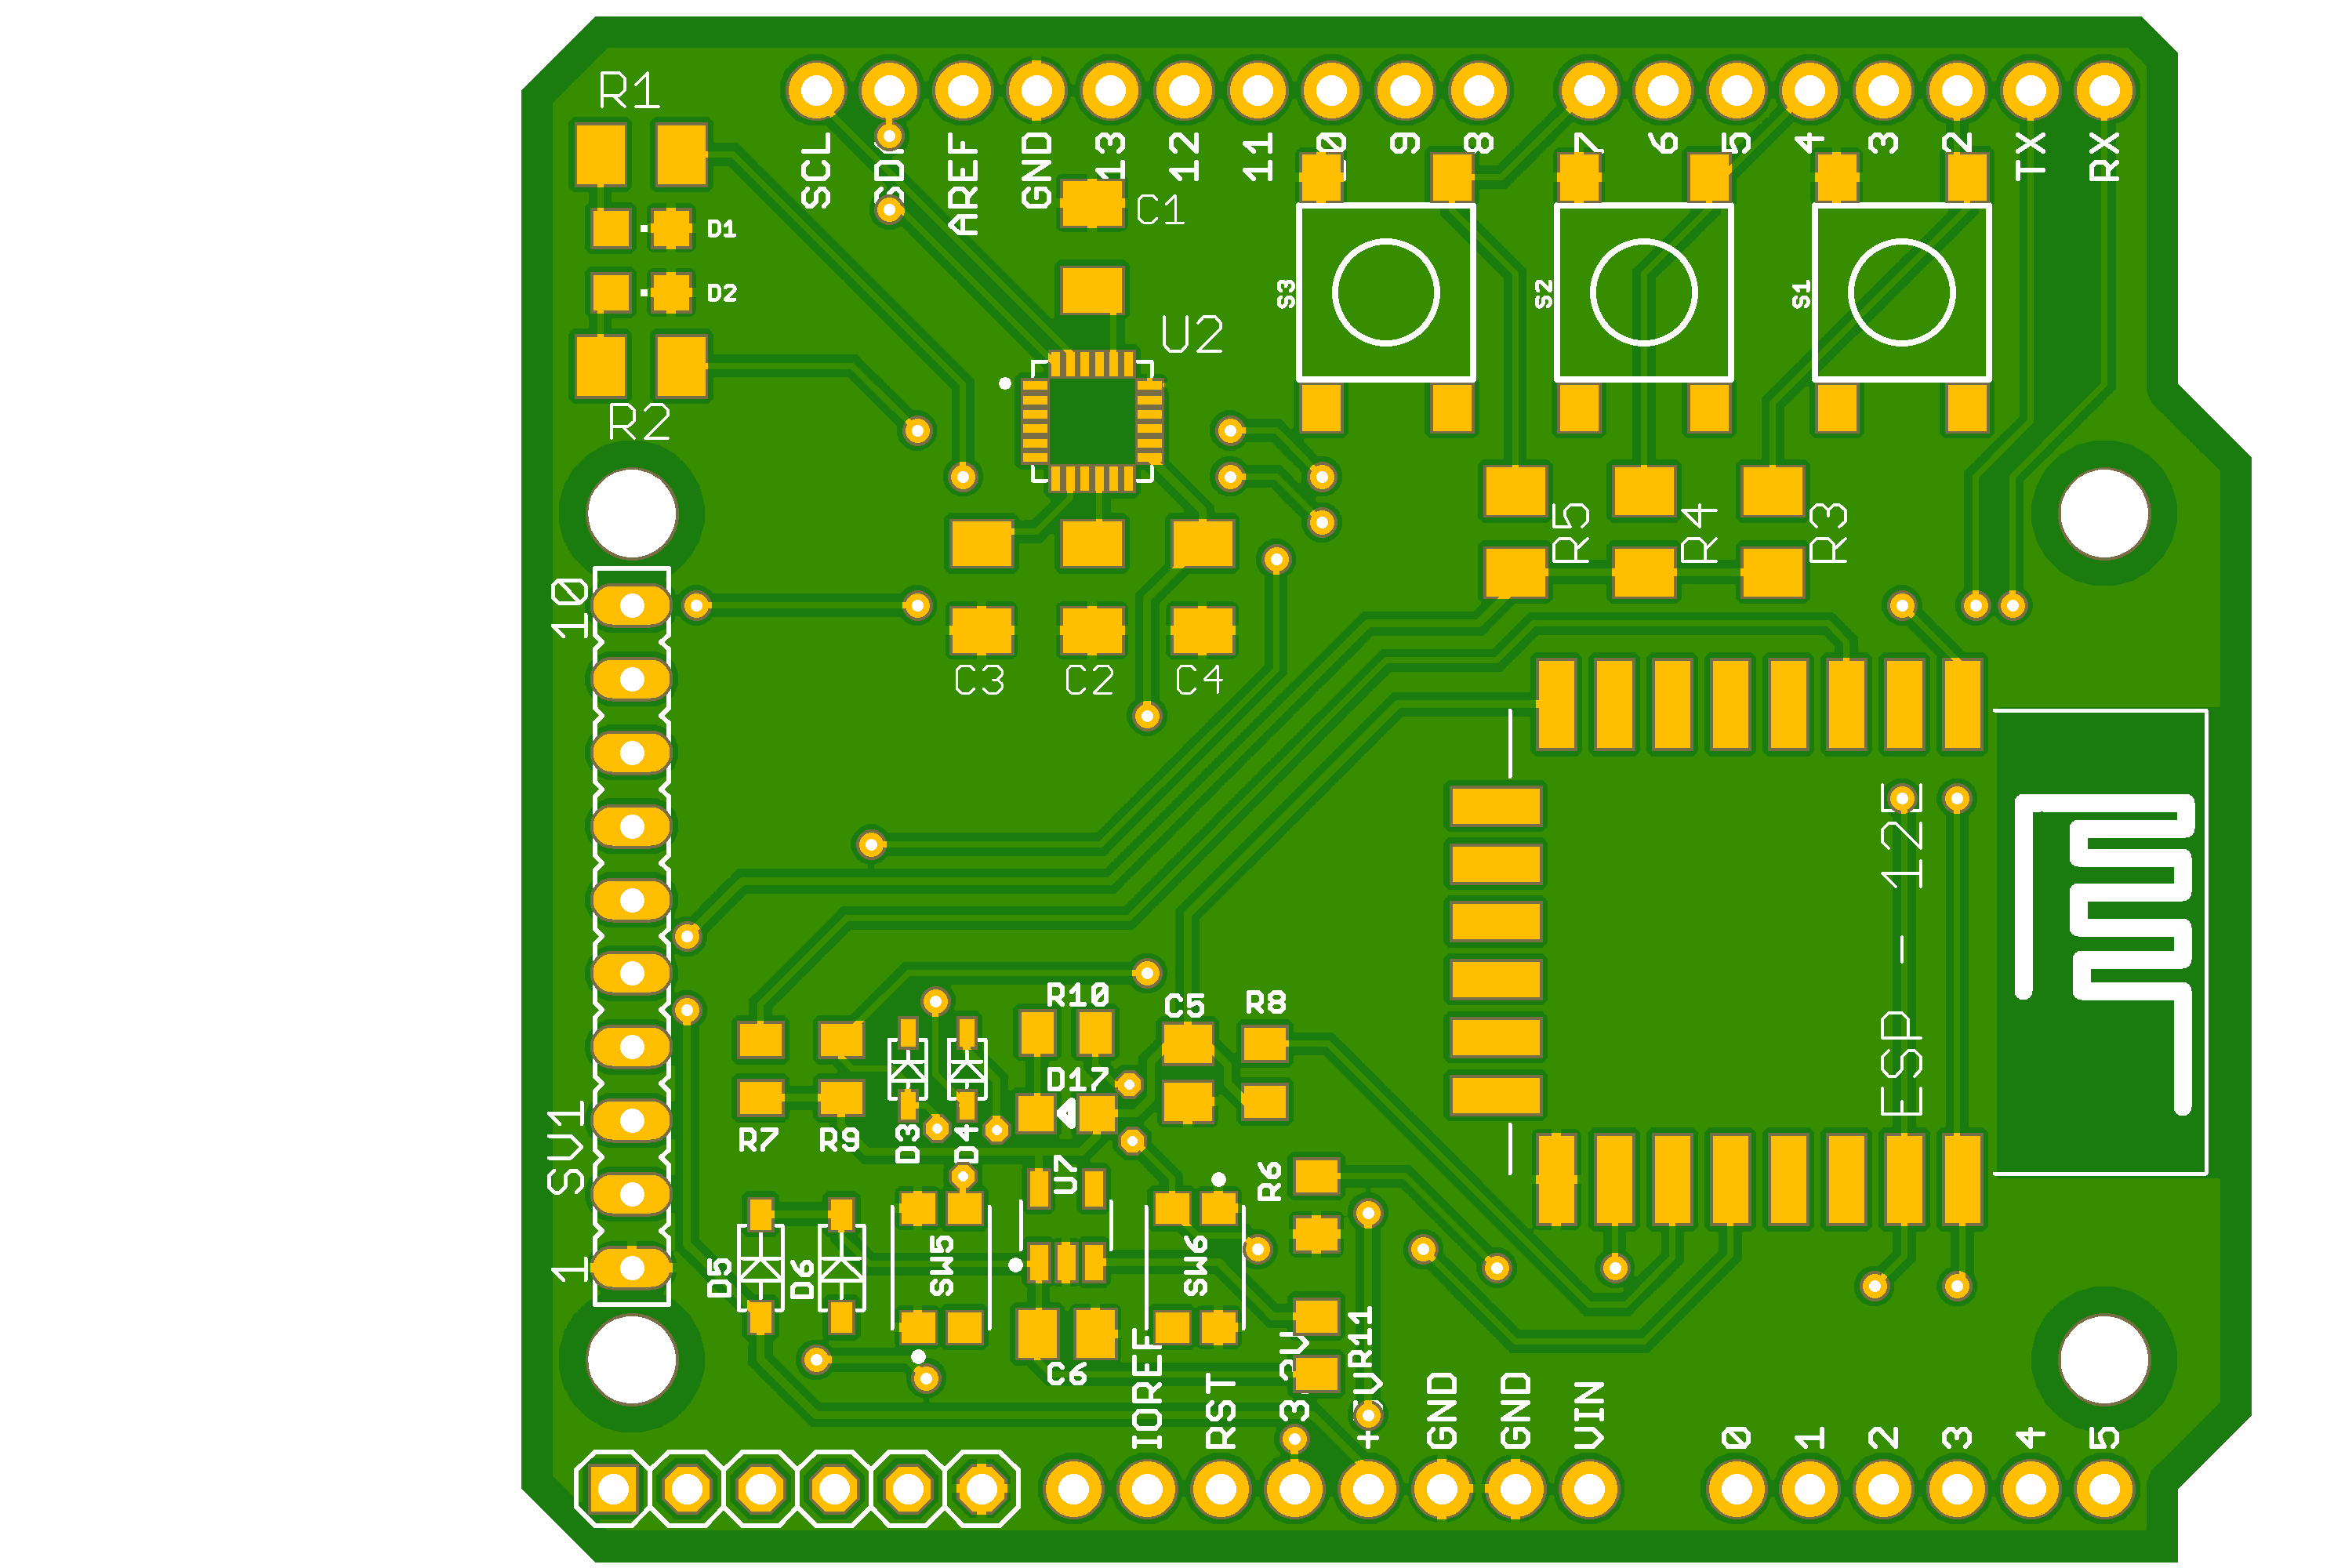 R1
SCL
SDA
AREF
GND
13
12
11
10
9
8
7
6
5
4
3
2
TX
RX
D1
C1
D2
S3
S2
S1
U2
R2
R5
R4
R3
10
C3
C2
C4
ESP - 12E
R10
C5
R8
D17
R7
R9
D3
D4
SV1
U7
R6
D5
D6
SW5
SW6
1
C6
R11
IOREF
RST
3.3V
+5V
GND
GND
VIN
0
1
2
3
4
5